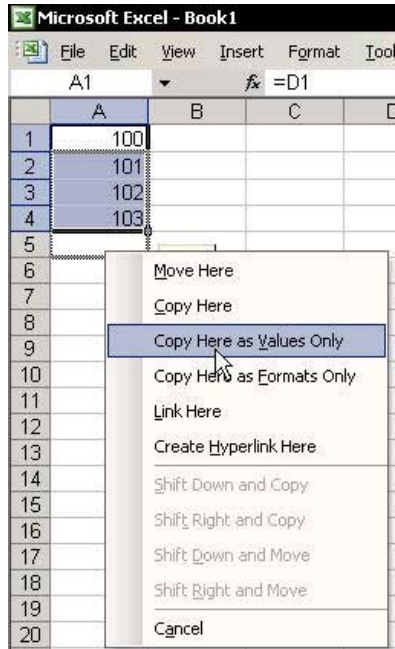 Microsoft Excel - Book1
File Edit View Insert Format Tool
A1 fx =D1
A B C
1 100
2 101
3 102
4 103
5
6 Move Here
7 Copy Here
8
9 Copy Here as Values Only
10 Copy Here as Formats Only
11 Link Here
12
13 Create Hyperlink Here
14 Shift Down and Copy
15
16 Shift Right and Copy
17 Shift Down and Move
18 Shift Right and Move
19
20 Cancel